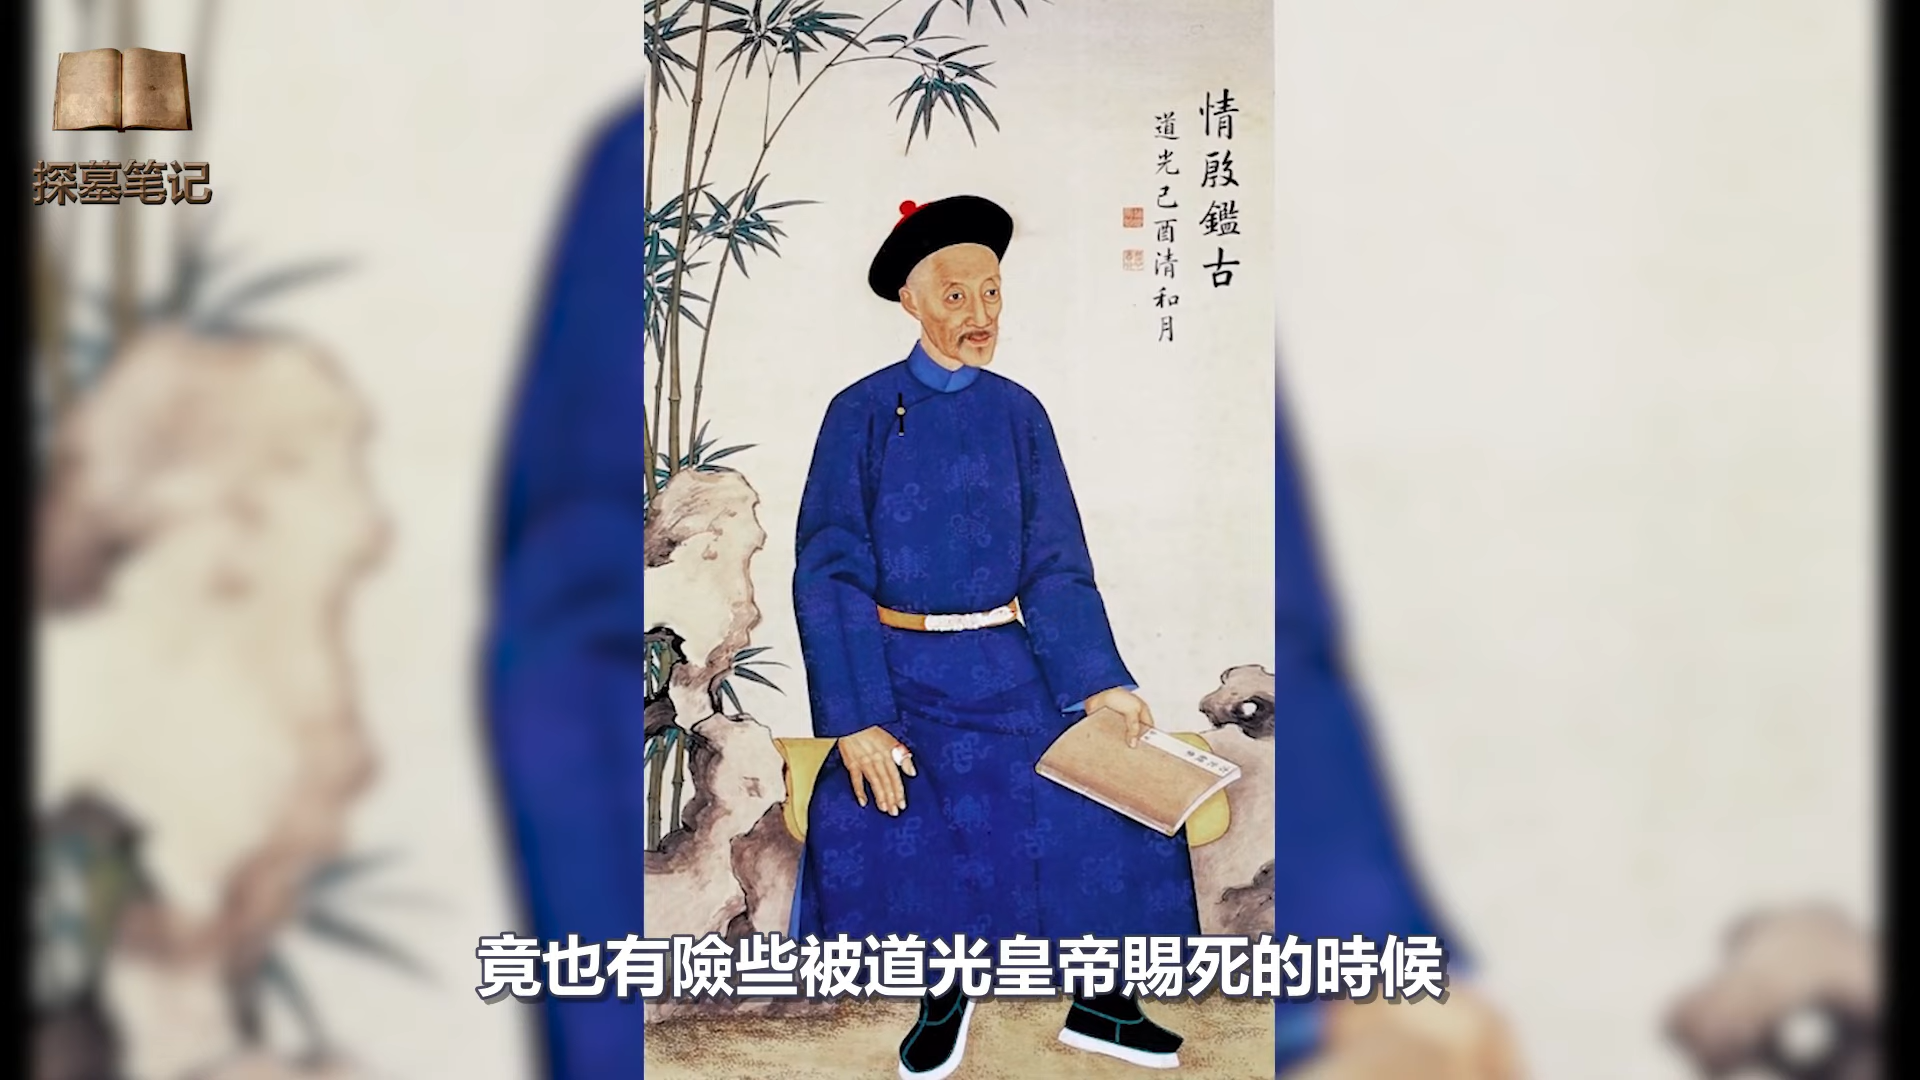 探墓笔记
情殷鑑古
道光己酉清和月
竟也有險些被道光皇帝賜死的時候